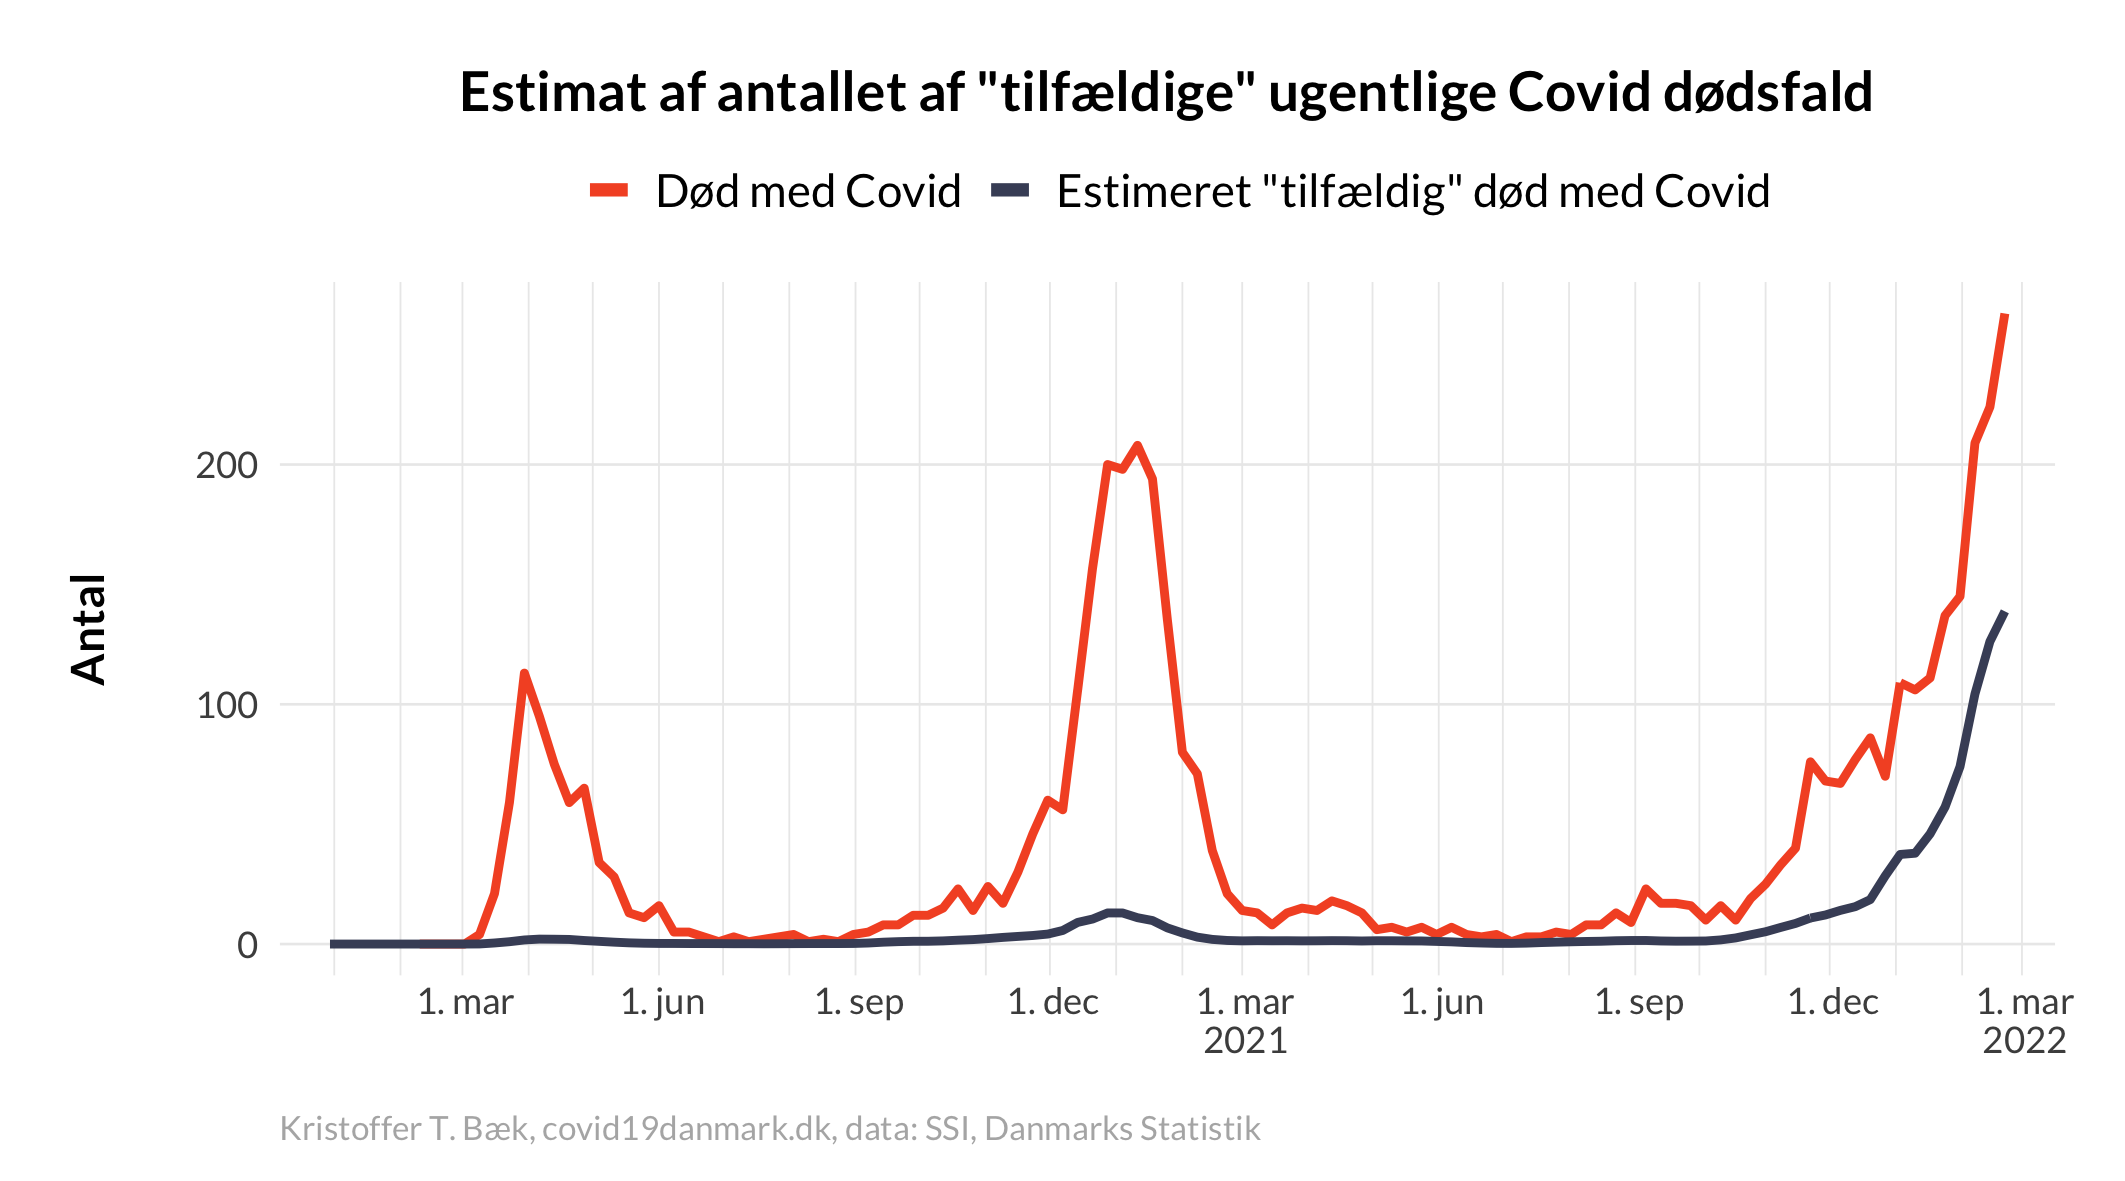 Estimat af antallet af "tilfældige" ugentlige Covid dødsfald
Død med Covid Estimeret "tilfældig" død med Covid
Antal
200
100
0
1. mar 1. jun 1. sep 1. dec 1. mar 1. jun 1. sep 1. dec 1. mar
2021 2022
Kristoffer T. Bæk, covid19danmark.dk, data: SSI, Danmarks Statistik